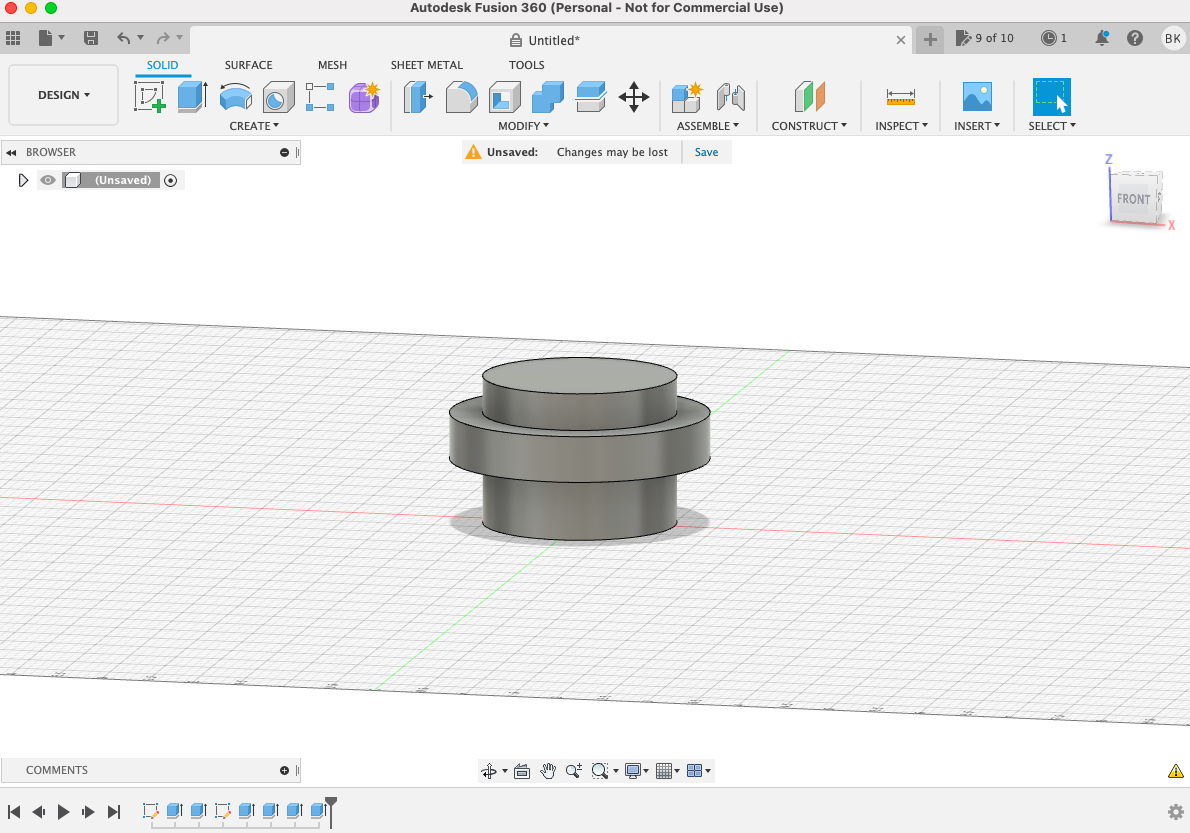 Autodesk Fusion 360 (Personal - Not for Commercial Use)
Untitled*
9 of 10
1
BK
DESIGN
SOLID
SURFACE
MESH
SHEET METAL
TOOLS
CREATE
MODIFY
ASSEMBLE
CONSTRUCT
INSPECT
INSERT
SELECT
BROWSER
Unsaved: Changes may be lost
Save
(Unsaved)
Z
FRONT
X
COMMENTS